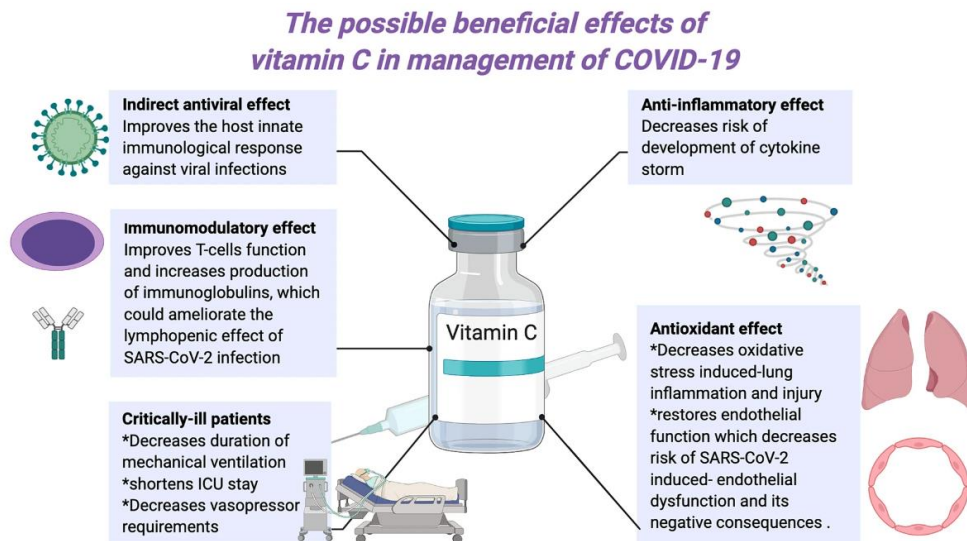 The possible beneficial effects of
vitamin C in management of COVID-19
Indirect antiviral effect
Improves the host innate
immunological response
against viral infections
Anti-inflammatory effect
Decreases risk of
development of cytokine
storm
Immunomodulatory effect
Improves T-cells function
and increases production
of immunoglobulins, which
could ameliorate the
lymphopenic effect of
SARS-CoV-2 infection
Vitamin C
Antioxidant effect
*Decreases oxidative
stress induced-lung
inflammation and injury
*restores endothelial
function which decreases
risk of SARS-CoV-2
induced- endothelial
dysfunction and its
negative consequences .
Critically-ill patients
*Decreases duration of
mechanical ventilation
*shortens ICU stay
*Decreases vasopressor
requirements